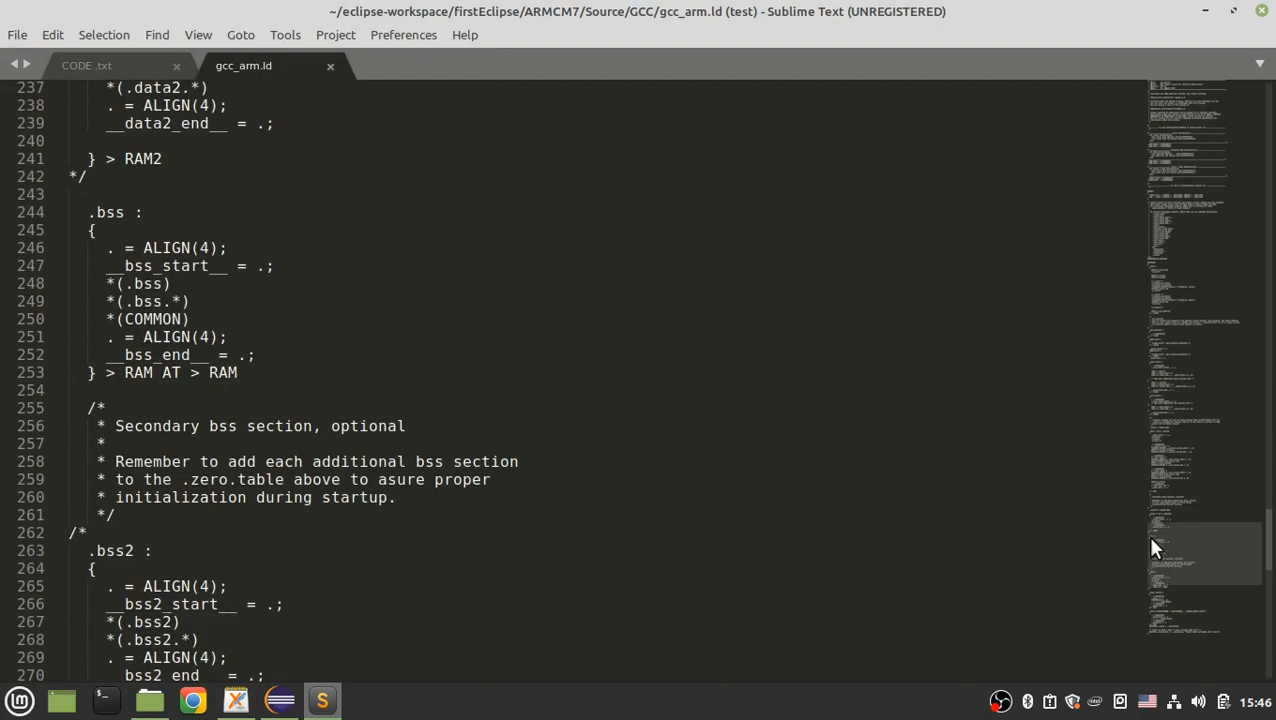 ~/eclipse-workspace/firstEclipse/ARMCM7/Source/GCC/gcc_arm.ld (test) - Sublime Text (UNREGISTERED)
File Edit Selection Find View Goto Tools Project Preferences Help
CODE .txt gcc_arm.ld
237 *(.data2.*)
238 . = ALIGN(4);
239 __data2_end__ = .;
240
241 } > RAM2
242 */
243
244 .bss :
245 {
246 . = ALIGN(4);
247 __bss_start__ = .;
248 *(.bss)
249 *(.bss.*)
250 *(COMMON)
251 . = ALIGN(4);
252 __bss_end__ = .;
253 } > RAM AT > RAM
254
255 /*
256 * Secondary bss section, optional
257 *
258 * Remember to add each additional bss section
259 * to the .zero.table above to asure proper
260 * initialization during startup.
261 */
262 /*
263 .bss2 :
264 {
265 . = ALIGN(4);
266 __bss2_start__ = .;
267 *(.bss2)
268 *(.bss2.*)
269 . = ALIGN(4);
270 __bss2_end__ = .;
15:46